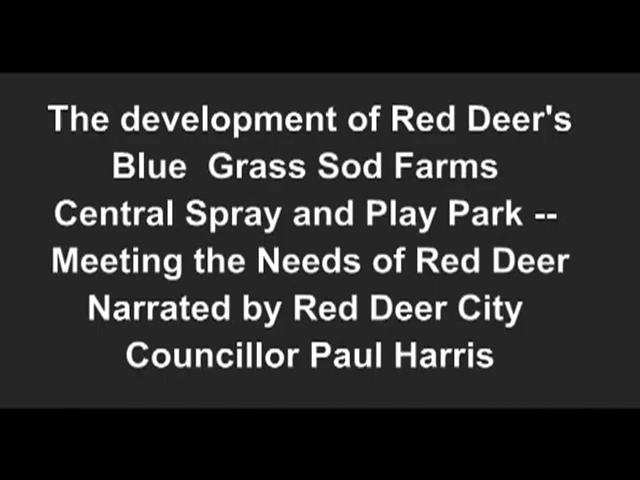 The development of Red Deer's
Blue  Grass Sod Farms
Central Spray and Play Park --
Meeting the Needs of Red Deer
Narrated by Red Deer City
Councillor Paul Harris